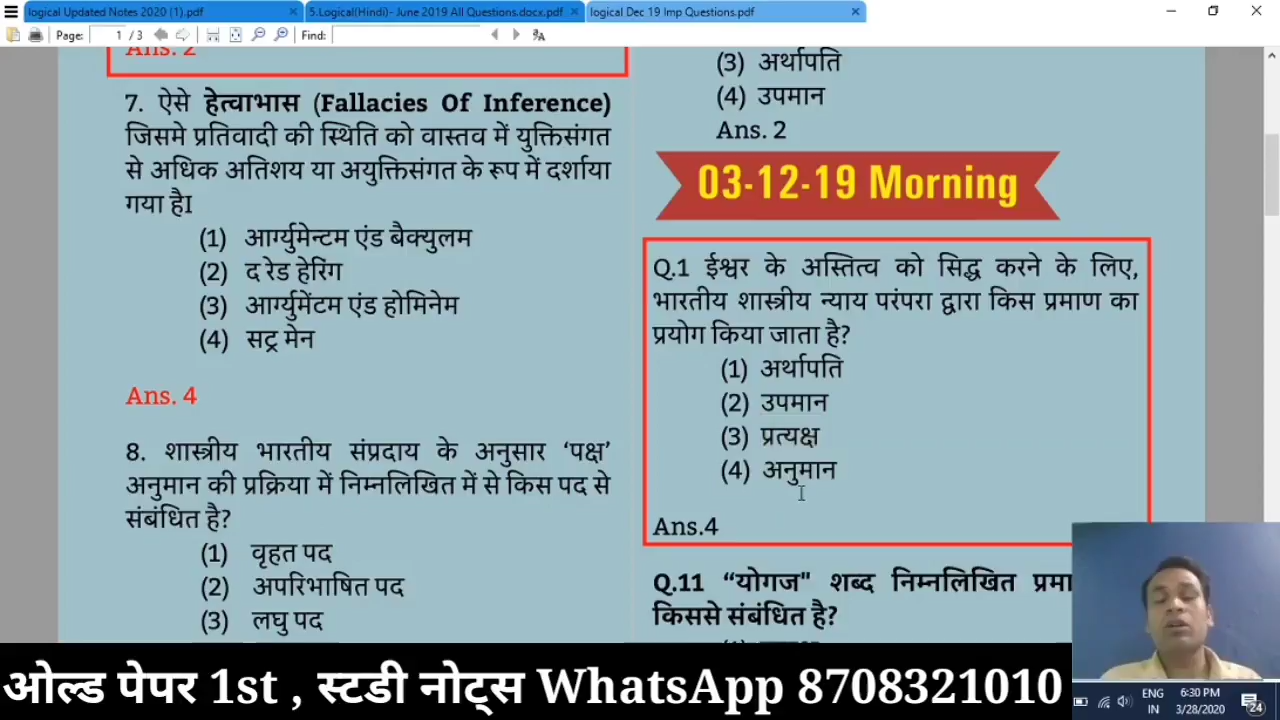 logical Updated Notes 2020 (1).pdf
5.Logical(Hindi)- June 2019 All Questions.docx.pdf
logical Dec 19 Imp Questions.pdf
Page: 1 / 3 Find:
Ans. 2
7. ऐसे हेत्वाभास (Fallacies Of Inference)
जिसमे प्रतिवादी की स्थिति को वास्तव में युक्तिसंगत
से अधिक अतिशय या अयुक्तिसंगत के रूप में दर्शाया
गया हैI
(1) आर्ग्युमेन्टम एंड बैक्युलम
(2) द रेड हेरिंग
(3) आर्ग्युमेंटम एंड होमिनेम
(4) सट्र मेन
Ans. 4
8. शास्त्रीय भारतीय संप्रदाय के अनुसार ‘पक्ष’
अनुमान की प्रक्रिया में निम्नलिखित में से किस पद से
संबंधित है?
(1) वृहत पद
(2) अपरिभाषित पद
(3) लघु पद
(3) अर्थापति
(4) उपमान
Ans. 2
03-12-19 Morning
Q.1 ईश्वर के अस्तित्व को सिद्ध करने के लिए,
भारतीय शास्त्रीय न्याय परंपरा द्वारा किस प्रमाण का
प्रयोग किया जाता है?
(1) अर्थापति
(2) उपमान
(3) प्रत्यक्ष
(4) अनुमान
Ans.4
Q.11 “योगज" शब्द निम्नलिखित
किससे संबंधित है?
ओल्ड पेपर 1st , स्टडी नोट्स WhatsApp 8708321010
ENG
IN
6:30 PM
3/28/2020
24